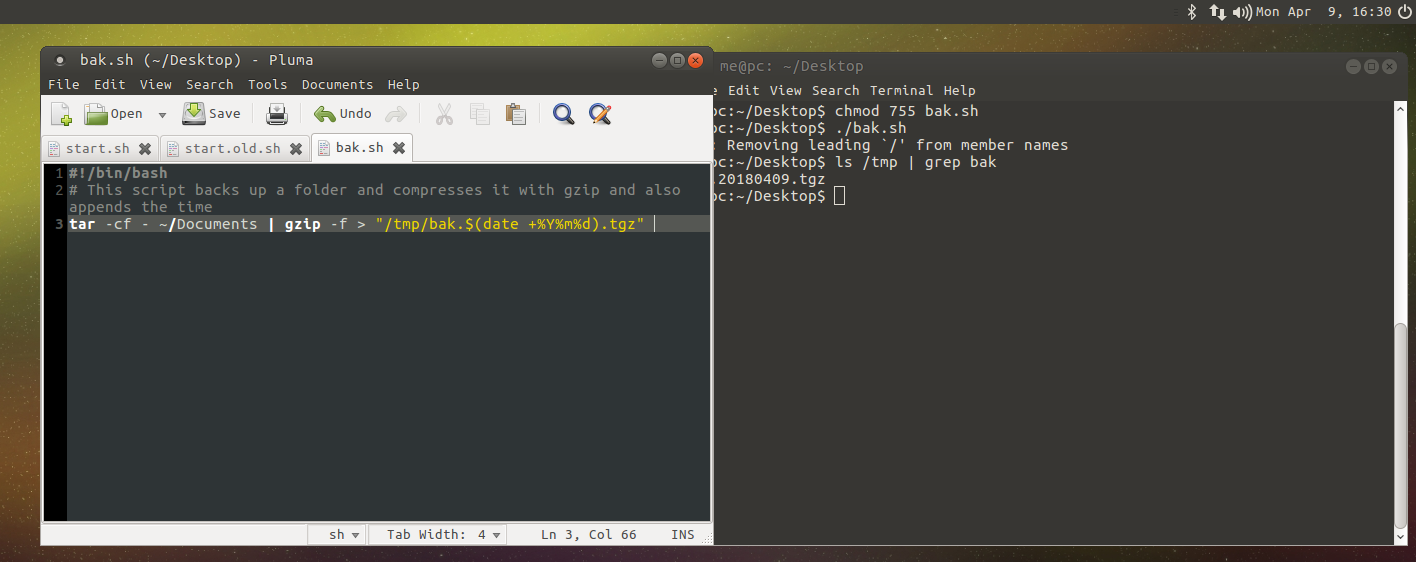 Mon Apr  9, 16:30
bak.sh (~/Desktop) - Pluma
File Edit View Search Tools Documents Help
Open Save Undo
start.sh start.old.sh bak.sh
1 #!/bin/bash
2 # This script backs up a folder and compresses it with gzip and also
appends the time
3 tar -cf - ~/Documents | gzip -f > "/tmp/bak.$(date +%Y%m%d).tgz"
sh Tab Width: 4 Ln 3, Col 66 INS
me@pc: ~/Desktop
Edit View Search Terminal Help
pc:~/Desktop$ chmod 755 bak.sh
pc:~/Desktop$ ./bak.sh
: Removing leading `/' from member names
pc:~/Desktop$ ls /tmp | grep bak
.20180409.tgz
pc:~/Desktop$